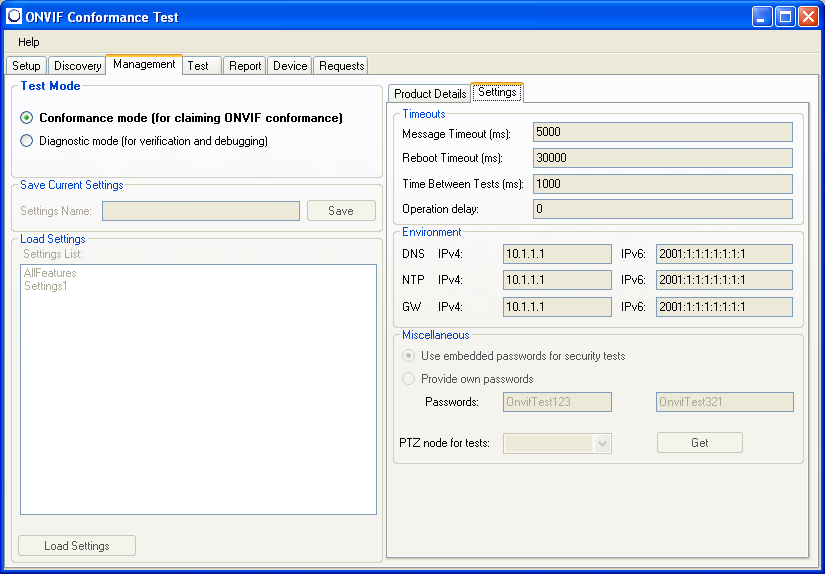 ONVIF Conformance Test
Help
Setup Discovery Management Test Report Device Requests
Test Mode
Conformance mode (for claiming ONVIF conformance)
Diagnostic mode (for verification and debugging)
Save Current Settings
Settings Name: Save
Load Settings
Settings List:
AllFeatures
Settings1
Load Settings
Product Details Settings
Timeouts
Message Timeout (ms): 5000
Reboot Timeout (ms): 30000
Time Between Tests (ms): 1000
Operation delay: 0
Environment
DNS IPv4: 10.1.1.1 IPv6: 2001:1:1:1:1:1:1:1
NTP IPv4: 10.1.1.1 IPv6: 2001:1:1:1:1:1:1:1
GW IPv4: 10.1.1.1 IPv6: 2001:1:1:1:1:1:1:1
Miscellaneous
Use embedded passwords for security tests
Provide own passwords
Passwords: OnvifTest123 OnvifTest321
PTZ node for tests: Get